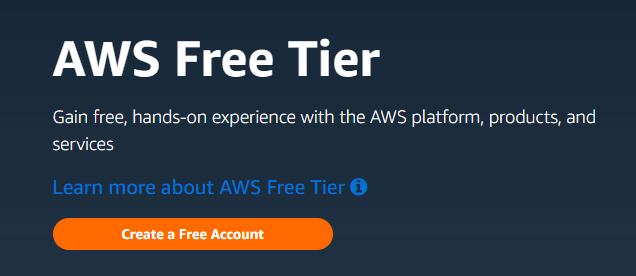 AWS Free Tier
Gain free, hands-on experience with the AWS platform, products, and
services
Learn more about AWS Free Tier
Create a Free Account